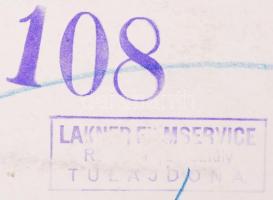 108
LAKNER FILMSERVICE
TULAJDONA